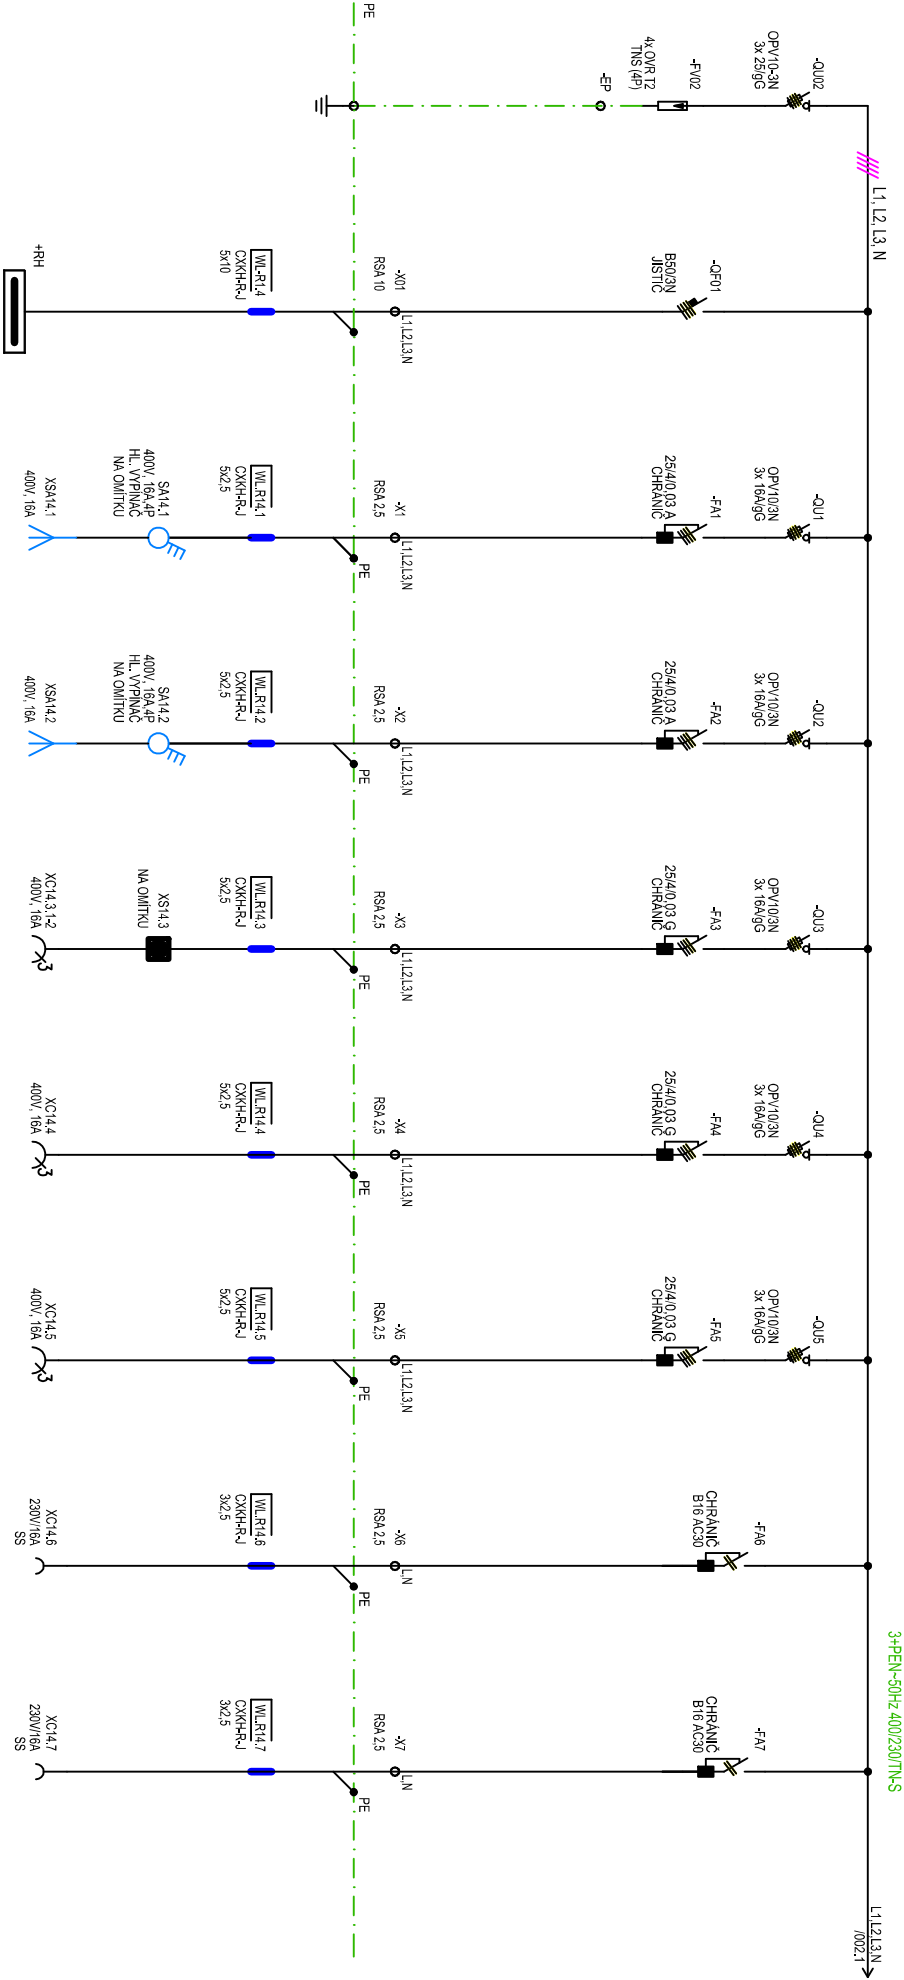 PE
-QU02
OPV10-3N
3x 25/gG
-FV02
4x OVR T2
TNS (4P)
-EP
L1, L2, L3, N
-QF01
B50/3N
JISTIČ
-X01
RSA 10
L1,L2,L3,N
WL-R1.4
CXKH-R-J
5x10
+RH
-QU1
OPV10/3N
3x 16A/gG
-FA1
25/4/0,03 A
CHRÁNIČ
-X1
RSA 2,5
L1,L2,L3,N
PE
WL.R14.1
CXKH-R-J
5x2,5
SA14.1
400V, 16A,4P
HL. VYPÍNAČ
NA OMÍTKU
XSA14.1
400V, 16A
-QU2
OPV10/3N
3x 16A/gG
-FA2
25/4/0,03 A
CHRÁNIČ
-X2
RSA 2,5
L1,L2,L3,N
PE
WL.R14.2
CXKH-R-J
5x2,5
SA14.2
400V, 16A,4P
HL. VYPÍNAČ
NA OMÍTKU
XSA14.2
400V, 16A
-QU3
OPV10/3N
3x 16A/gG
-FA3
25/4/0,03 G
CHRÁNIČ
-X3
RSA 2,5
L1,L2,L3,N
PE
WL.R14.3
CXKH-R-J
5x2,5
XS14.3
NA OMÍTKU
XC14.3.1-2
400V, 16A
3
-QU4
OPV10/3N
3x 16A/gG
-FA4
25/4/0,03 G
CHRÁNIČ
-X4
RSA 2,5
L1,L2,L3,N
PE
WL.R14.4
CXKH-R-J
5x2,5
XC14.4
400V, 16A
3
-QU5
OPV10/3N
3x 16A/gG
-FA5
25/4/0,03 G
CHRÁNIČ
-X5
RSA 2,5
L1,L2,L3,N
PE
WL.R14.5
CXKH-R-J
5x2,5
XC14.5
400V, 16A
3
-FA6
CHRÁNIČ
B16 AC30
-X6
RSA 2,5
L,N
PE
WL.R14.6
CXKH-R-J
3x2,5
XC14.6
230V/16A
SS
3+PEN~50Hz 400/230/TN-S
-FA7
CHRÁNIČ
B16 AC30
-X7
RSA 2,5
L,N
PE
WL.R14.7
CXKH-R-J
3x2,5
XC14.7
230V/16A
SS
L1,L2,L3,N
/002.1